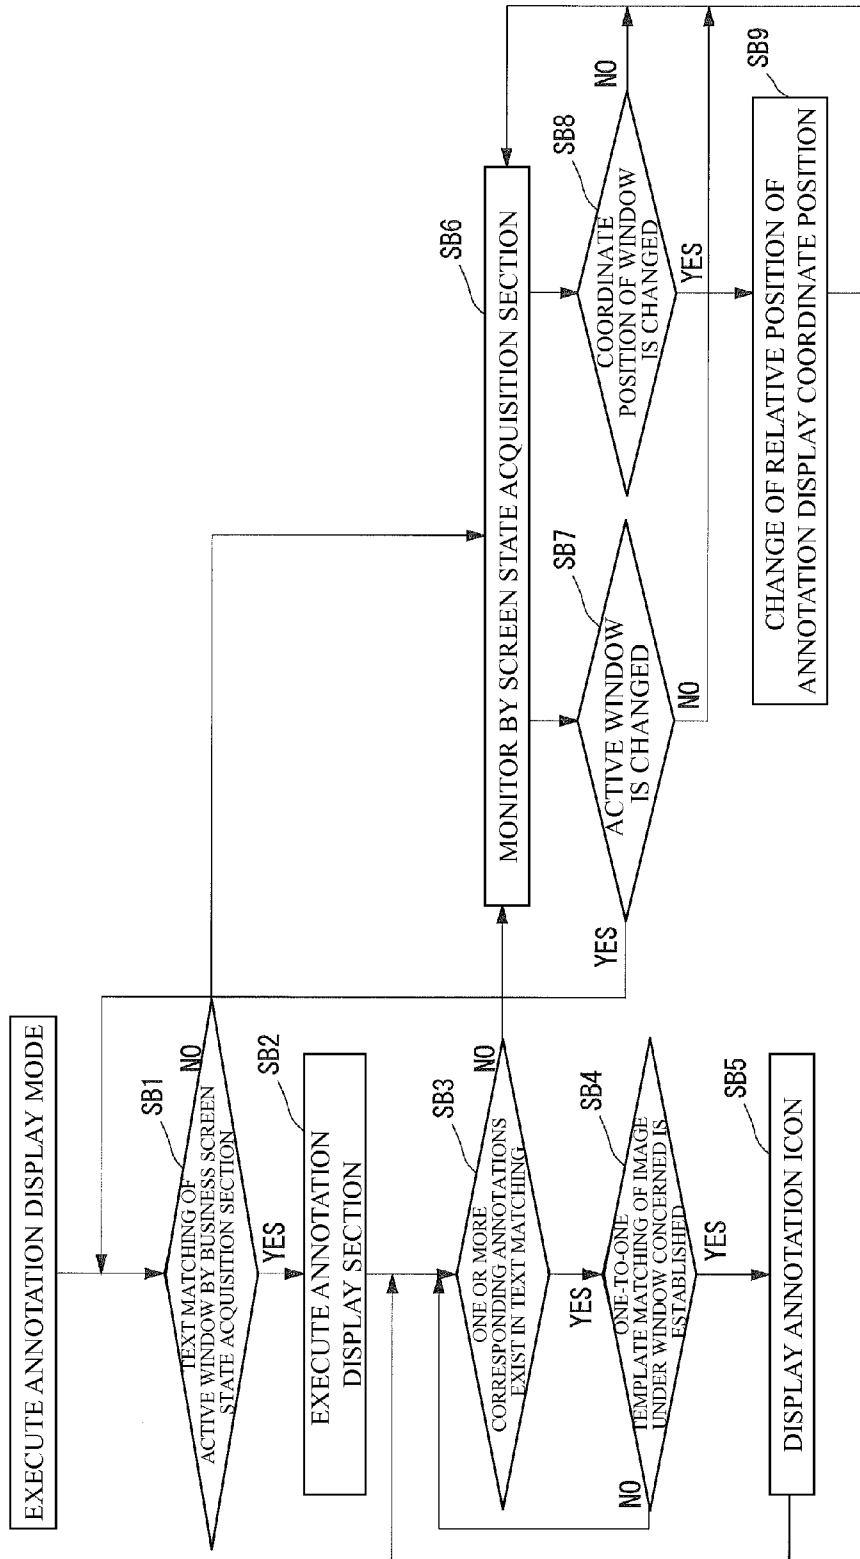 EXECUTE ANNOTATION DISPLAY MODE
SB1
TEXT MATCHING OF
ACTIVE WINDOW BY BUSINESS SCREEN
STATE ACQUISITION SECTION
NO
YES
SB2
EXECUTE ANNOTATION
DISPLAY SECTION
SB3
ONE OR MORE
CORRESPONDING ANNOTATIONS
EXIST IN TEXT MATCHING
NO
YES
SB4
ONE-TO-ONE
TEMPLATE MATCHING OF IMAGE
UNDER WINDOW CONCERNED IS
ESTABLISHED
NO
YES
SB5
DISPLAY ANNOTATION ICON
SB6
MONITOR BY SCREEN STATE ACQUISITION SECTION
SB7
ACTIVE WINDOW
IS CHANGED
YES
NO
SB8
COORDINATE
POSITION OF WINDOW
IS CHANGED
NO
YES
SB9
CHANGE OF RELATIVE POSITION OF
ANNOTATION DISPLAY COORDINATE POSITION